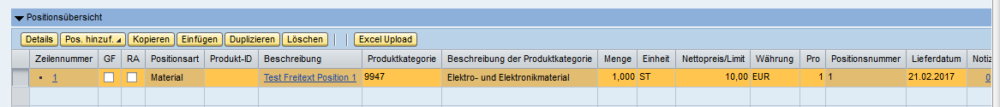 Positionsübersicht
Details Pos. hinzuf. Kopieren Einfügen Duplizieren Löschen Excel Upload
Zeilennummer GF RA Positionsart Produkt-ID Beschreibung Produktkategorie Beschreibung der Produktkategorie Menge Einheit Nettopreis/Limit Währung Pro Positionsnummer Lieferdatum Notiz
1 Material Test Freitext Position 1 9947 Elektro- und Elektronikmaterial 1,000 ST 10,00 EUR 1 1 21.02.2017 0